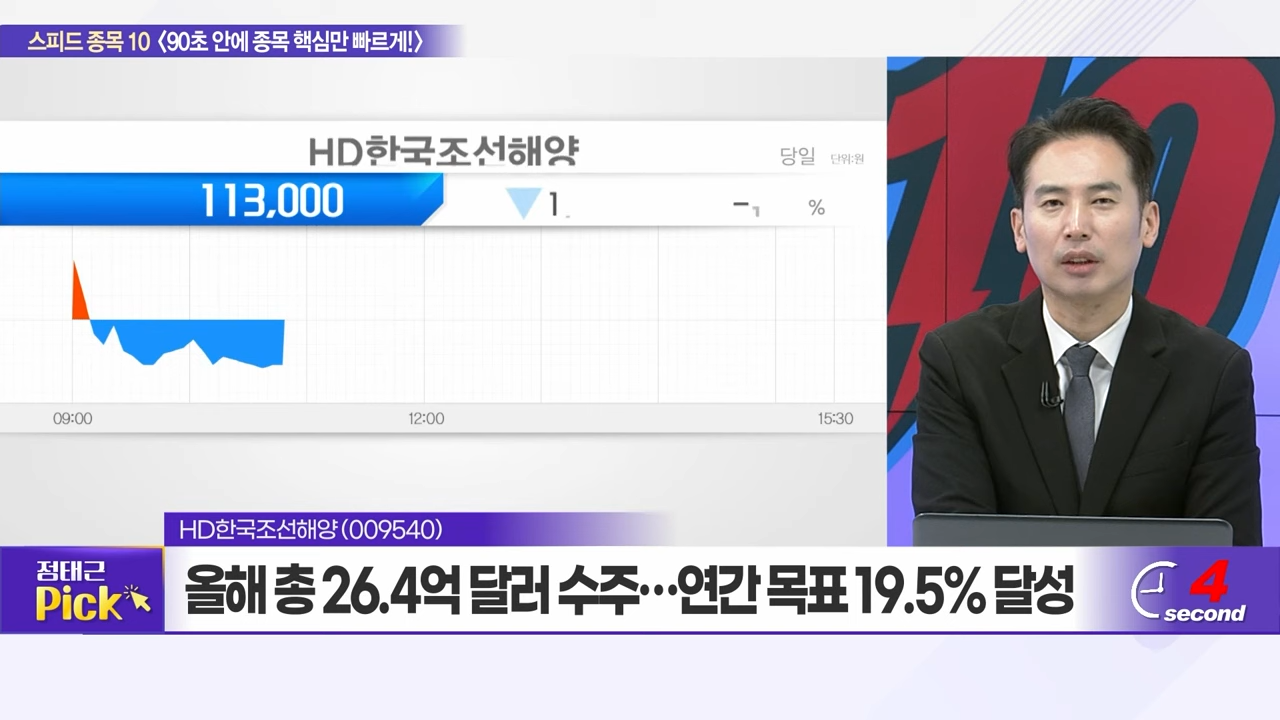 스피드 종목 10 〈90초 안에 종목 핵심만 빠르게!〉
10
HD한국조선해양
당일 단위:원
113,000 ▼ 1 - 1 %
09:00 12:00 15:30
HD한국조선해양(009540)
정태근 Pick
올해 총 26.4억 달러 수주…연간 목표 19.5% 달성
4 second